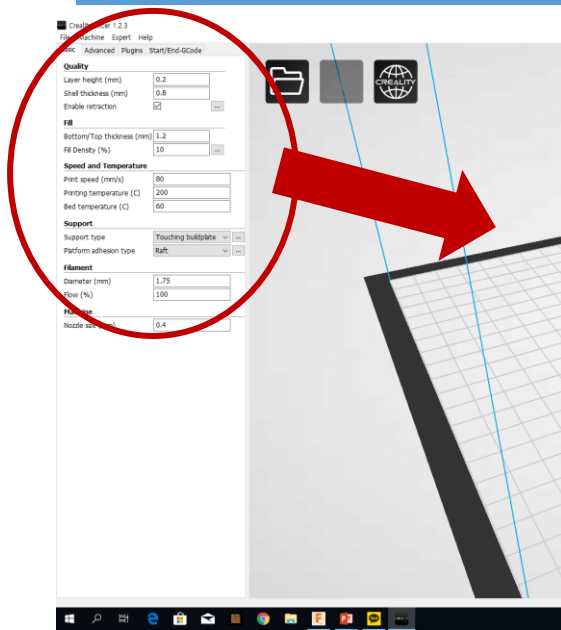 Creality Slicer 1.2.3
File Machine Expert Help
Basic Advanced Plugins Start/End-GCode
Quality
Layer height (mm) 0.2
Shell thickness (mm) 0.8
Enable retraction ...
Fill
Bottom/Top thickness (mm) 1.2
Fill Density (%) 10 ...
Speed and Temperature
Print speed (mm/s) 80
Printing temperature (C) 200
Bed temperature (C) 60
Support
Support type Touching buildplate ...
Platform adhesion type Raft ...
Filament
Diameter (mm) 1.75
Flow (%) 100
Machine
Nozzle size (mm) 0.4
CREALITY